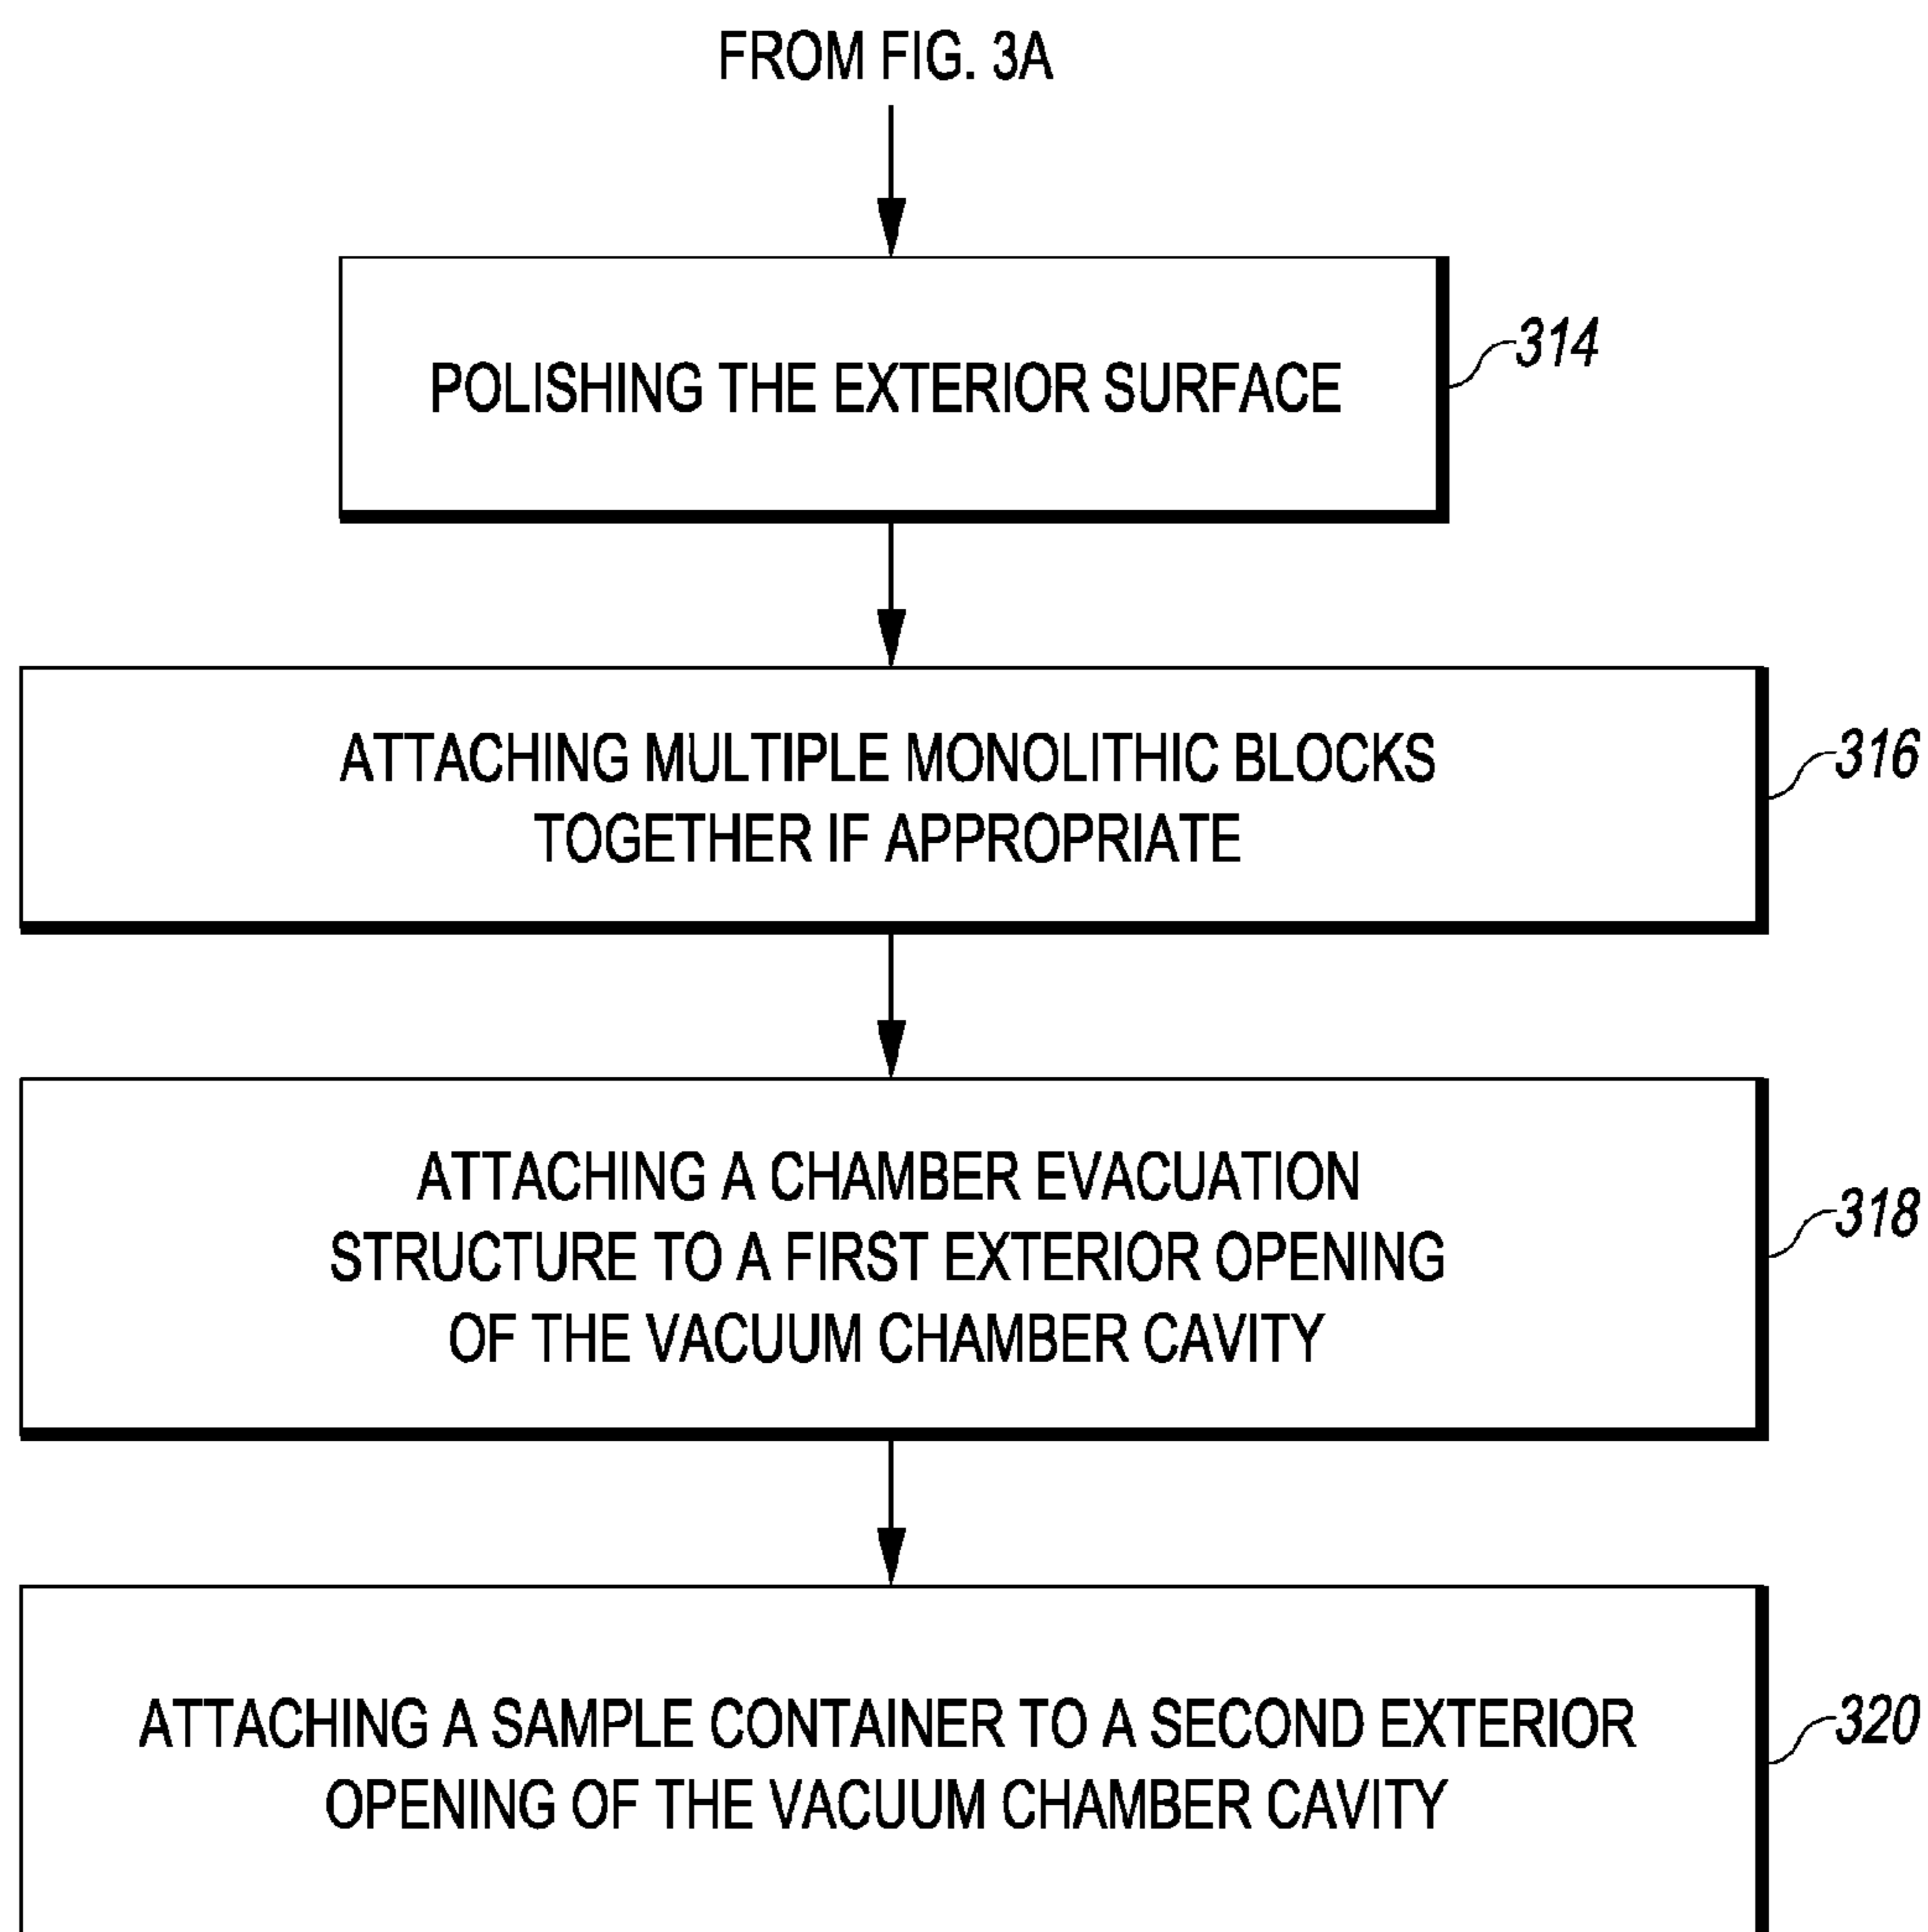 FROM FIG. 3A
POLISHING THE EXTERIOR SURFACE
314
ATTACHING MULTIPLE MONOLITHIC BLOCKS
TOGETHER IF APPROPRIATE
316
ATTACHING A CHAMBER EVACUATION
STRUCTURE TO A FIRST EXTERIOR OPENING
OF THE VACUUM CHAMBER CAVITY
318
ATTACHING A SAMPLE CONTAINER TO A SECOND EXTERIOR
OPENING OF THE VACUUM CHAMBER CAVITY
320